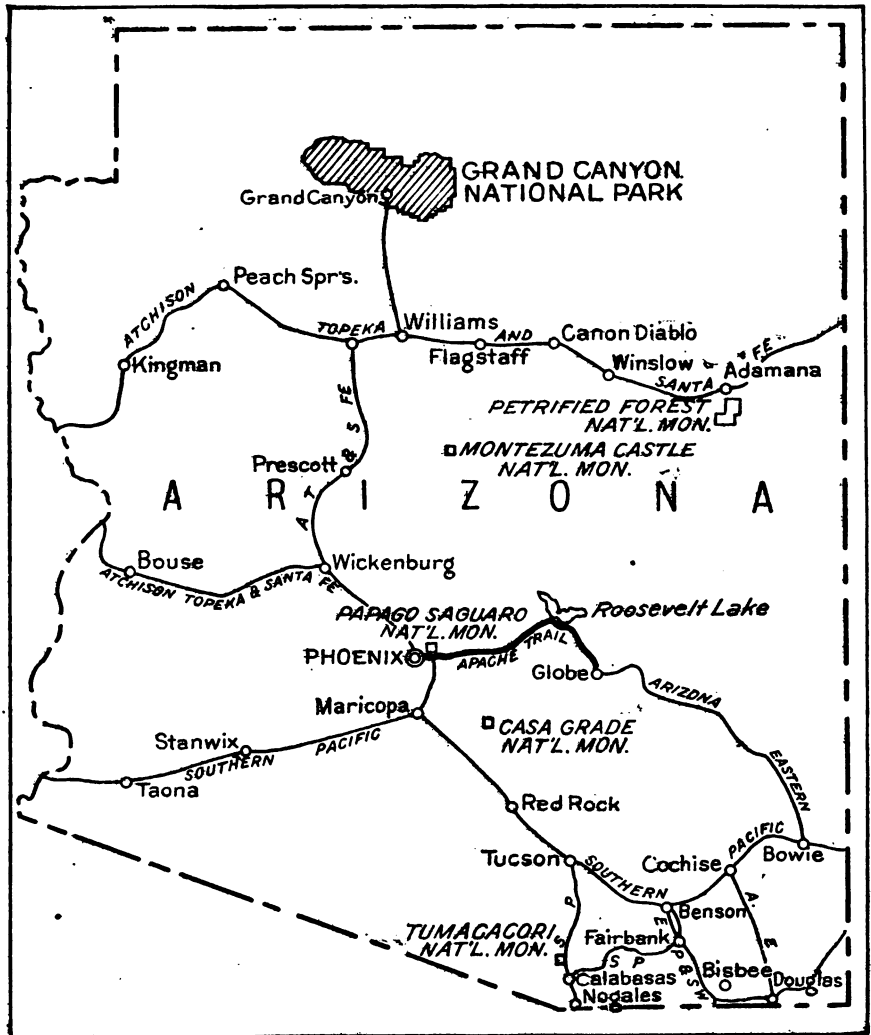 GRAND CANYON
NATIONAL PARK
Grand Canyon
Peach Spr's.
ATCHISON
TOPEKA
Williams
AND
Canon Diablo
Flagstaff
Kingman
Winslow
SANTA
FE
Adamana
PETRIFIED FOREST
NAT'L. MON.
MONTEZUMA CASTLE
NAT'L. MON.
AT & S FE
Prescott
ARIZONA
Bouse
Wickenburg
ATCHISON TOPEKA & SANTA FE
PAPAGO SAGUARO
NAT'L. MON.
Roosevelt Lake
PHOENIX
APACHE TRAIL
Globe
ARIZONA
EASTERN
Maricopa
CASA GRADE
NAT'L. MON.
Stanwix
SOUTHERN
PACIFIC
Taona
Red Rock
Tucson
SOUTHERN
Cochise
PACIFIC
Bowie
S P
Benson
A. E
TUMAGACORI
NAT'L. MON.
Fairbank
S P
E P & S W
Calabasas
Bisbee
Douglas
Nogales